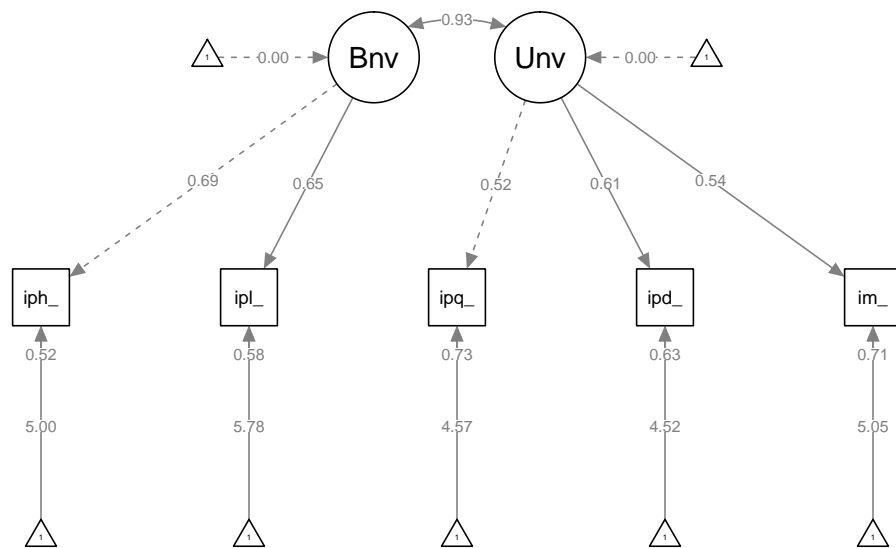 0.93
1 0.00 Bnv Unv 0.00 1
0.69 0.65 0.52 0.61 0.54
iph_ ipl_ ipq_ ipd_ im_
0.52 0.58 0.73 0.63 0.71
5.00 5.78 4.57 4.52 5.05
1 1 1 1 1